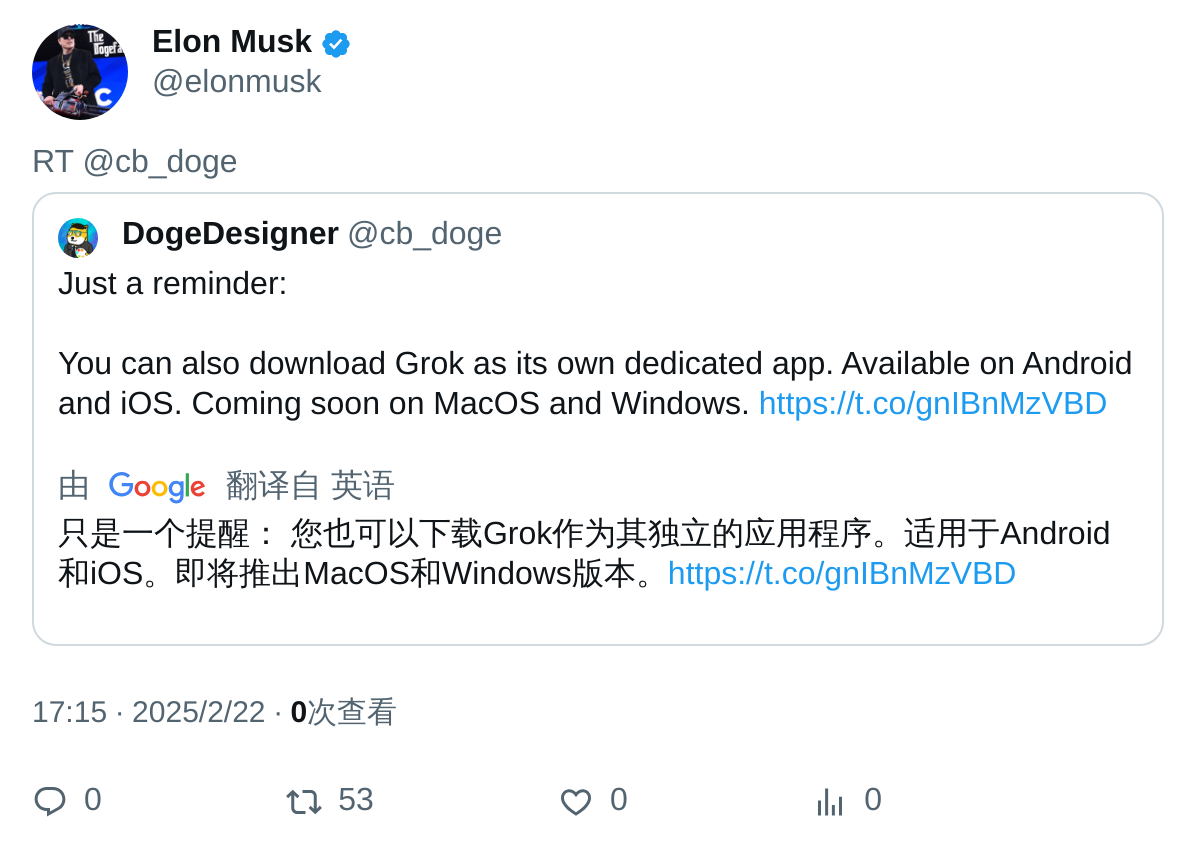 The
Dogefa
Elon Musk
@elonmusk
RT @cb_doge
DogeDesigner @cb_doge
Just a reminder:
You can also download Grok as its own dedicated app. Available on Android
and iOS. Coming soon on MacOS and Windows. https://t.co/gnIBnMzVBD
由 Google 翻译自 英语
只是一个提醒： 您也可以下载Grok作为其独立的应用程序。适用于Android
和iOS。即将推出MacOS和Windows版本。https://t.co/gnIBnMzVBD
17:15 · 2025/2/22 · 0次查看
0 53 0 0